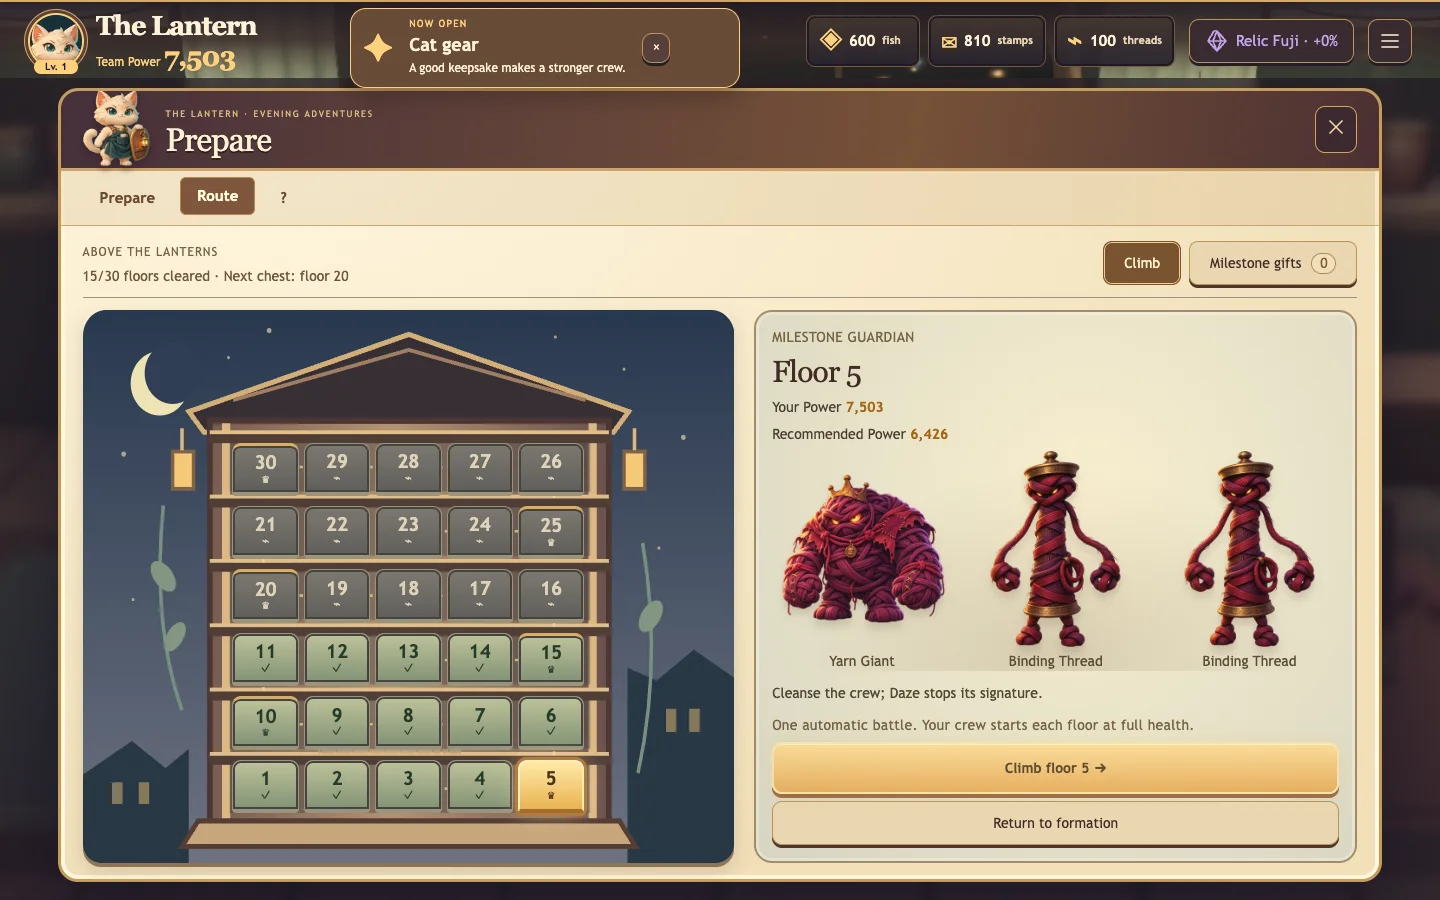 The Lantern
Team Power 7,503
Lv. 1
NOW OPEN
Cat gear
A good keepsake makes a stronger crew.
×
600 fish
810 stamps
100 threads
Relic Fuji · +0%
THE LANTERN · EVENING ADVENTURES
Prepare
Prepare
Route
?
ABOVE THE LANTERNS
15/30 floors cleared · Next chest: floor 20
Climb
Milestone gifts 0
30 29 28 27 26
21 22 23 24 25
20 19 18 17 16
11 12 13 14 15
10 9 8 7 6
1 2 3 4 5
MILESTONE GUARDIAN
Floor 5
Your Power 7,503
Recommended Power 6,426
Yarn Giant
Binding Thread
Binding Thread
Cleanse the crew; Daze stops its signature.
One automatic battle. Your crew starts each floor at full health.
Climb floor 5 →
Return to formation